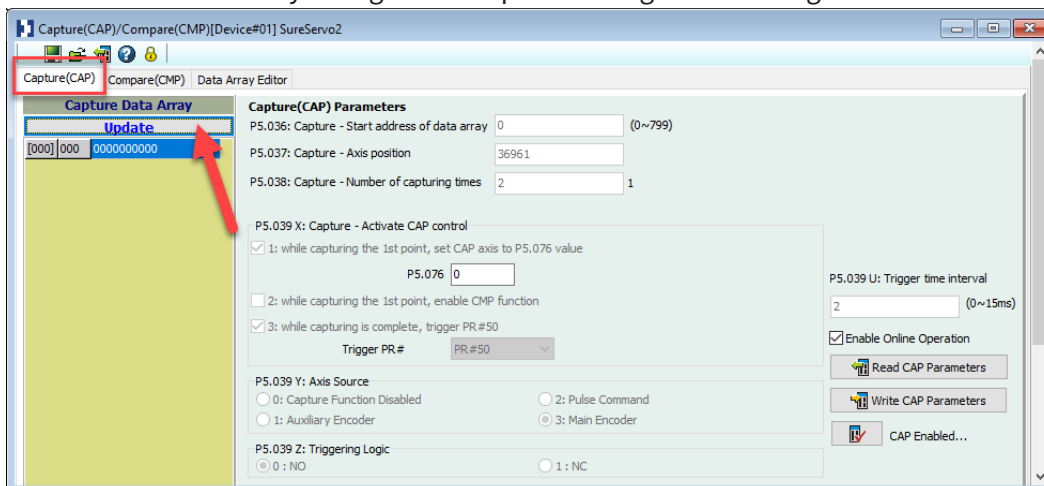 Capture(CAP)/Compare(CMP)[Device#01] SureServo2
Capture(CAP) Compare(CMP) Data Array Editor
Capture Data Array
Update
[000] 000 0000000000
Capture(CAP) Parameters
P5.036: Capture - Start address of data array 0 (0~799)
P5.037: Capture - Axis position 36961
P5.038: Capture - Number of capturing times 2 1
P5.039 X: Capture - Activate CAP control
1: while capturing the 1st point, set CAP axis to P5.076 value
P5.076 0
2: while capturing the 1st point, enable CMP function
3: while capturing is complete, trigger PR#50
Trigger PR# PR#50
P5.039 Y: Axis Source
0: Capture Function Disabled 2: Pulse Command
1: Auxiliary Encoder 3: Main Encoder
P5.039 Z: Triggering Logic
0 : NO 1 : NC
P5.039 U: Trigger time interval
2 (0~15ms)
Enable Online Operation
Read CAP Parameters
Write CAP Parameters
CAP Enabled...